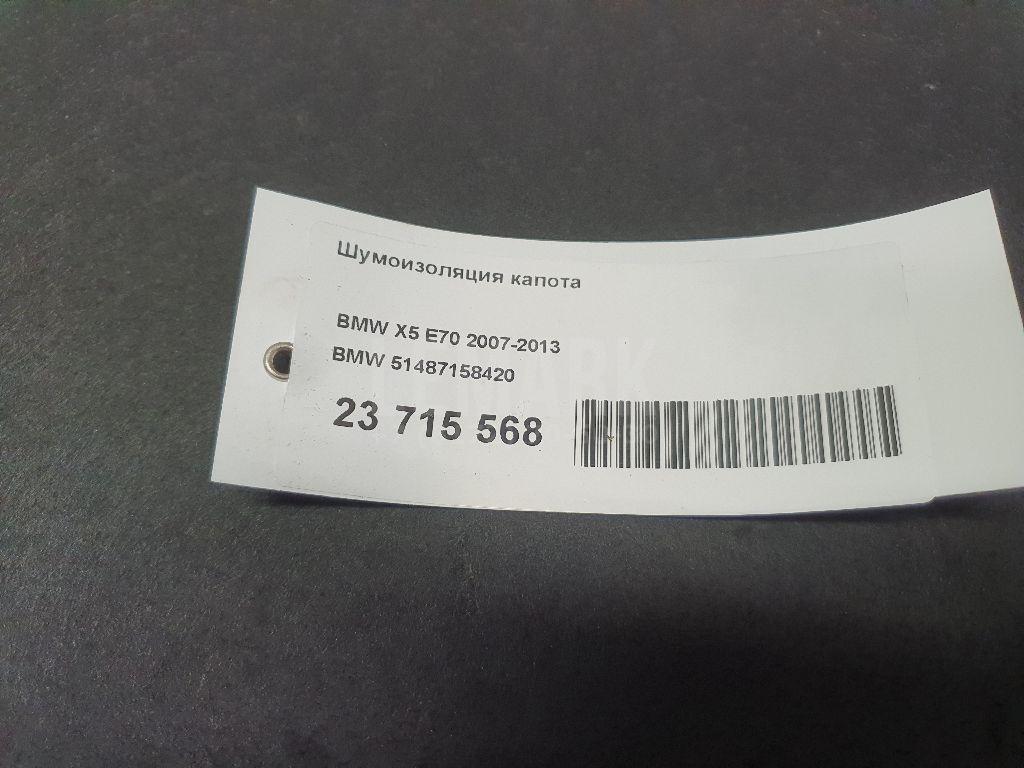 Шумоизоляция капота
BMW X5 E70 2007-2013
BMW 51487158420
23 715 568